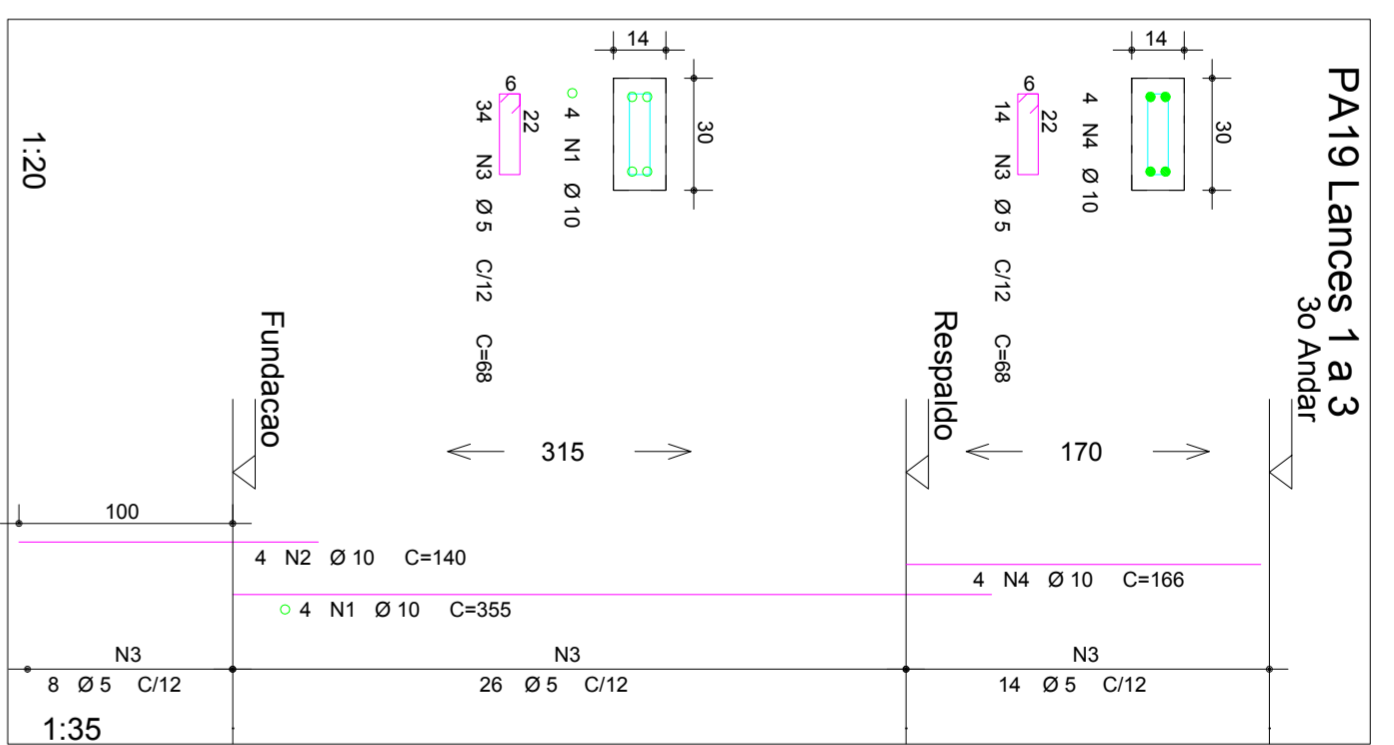 PA19 Lances 1 a 3
3o Andar
14
30
4 N4 Ø 10
6
22
14 N3 Ø 5 C/12 C=68
14
30
4 N1 Ø 10
6
22
34 N3 Ø 5 C/12 C=68
1:20
Fundacao
315
Respaldo
170
100
4 N2 Ø 10 C=140
4 N4 Ø 10 C=166
4 N1 Ø 10 C=355
N3
8 Ø 5 C/12
N3
26 Ø 5 C/12
N3
14 Ø 5 C/12
1:35